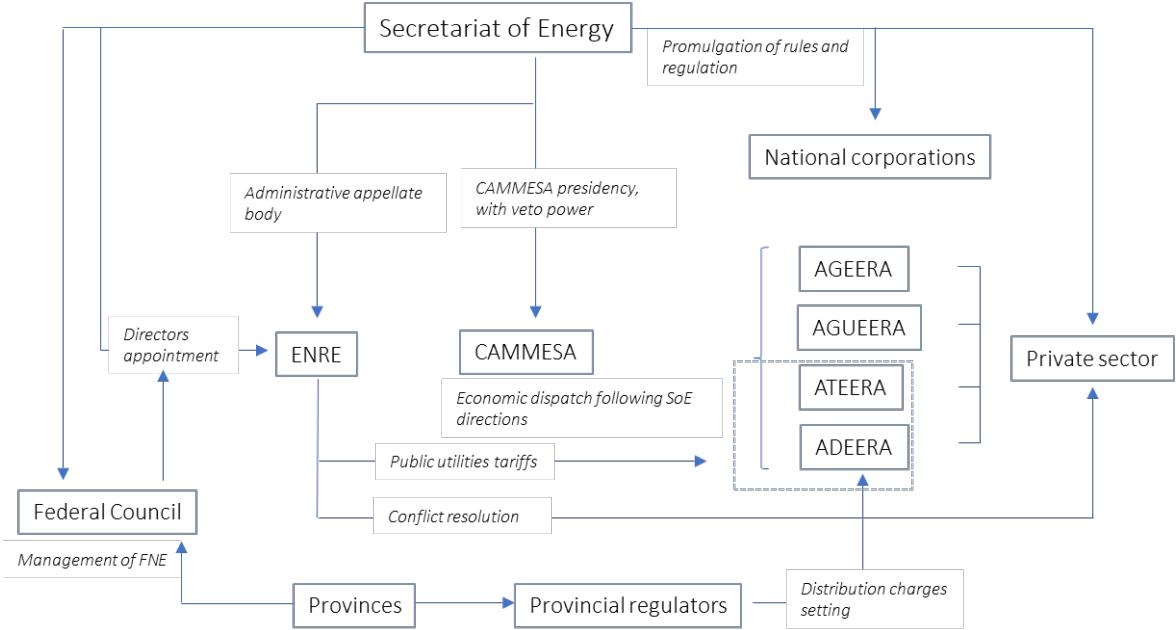 Secretariat of Energy
Promulgation of rules and
regulation
National corporations
Administrative appellate
body
CAMMESA presidency,
with veto power
AGEERA
AGUEERA
ATEERA
ADEERA
Private sector
Directors
appointment
ENRE
CAMMESA
Economic dispatch following SoE
directions
Public utilities tariffs
Conflict resolution
Federal Council
Management of FNE
Provinces
Provincial regulators
Distribution charges
setting